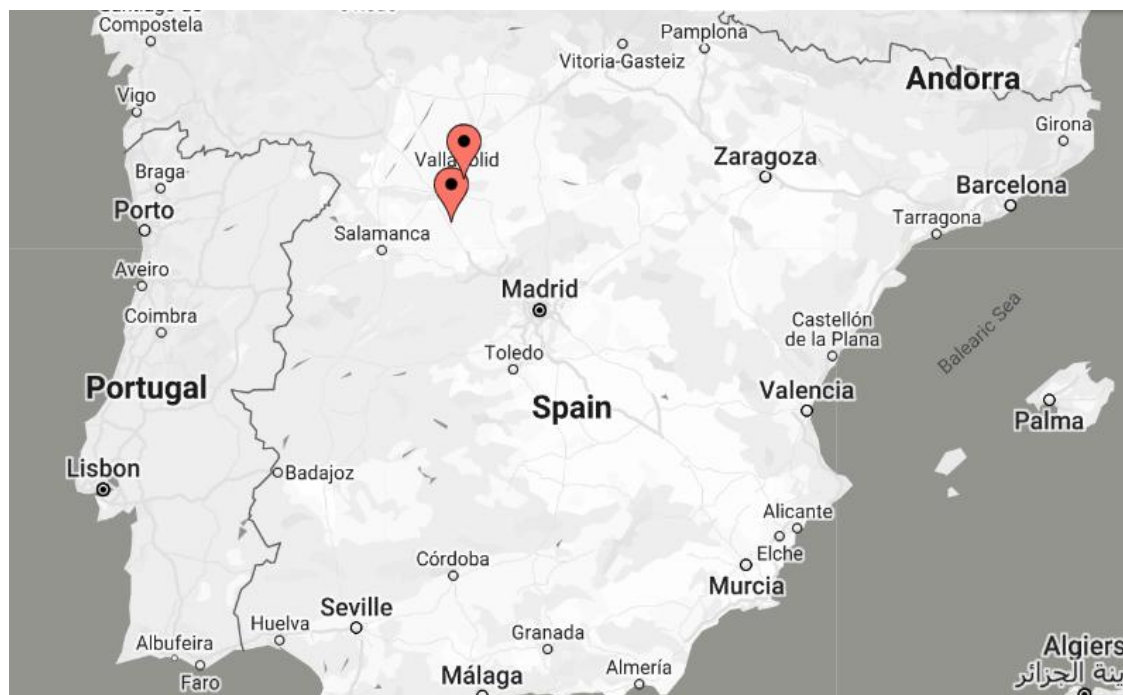 Compostela
Vigo
Braga
Porto
Aveiro
Coimbra
Portugal
Lisbon
Albufeira
Faro
Pamplona
Vitoria-Gasteiz
Andorra
Girona
Valladolid
Zaragoza
Barcelona
Tarragona
Salamanca
Madrid
Toledo
Spain
Castellón
de la Plana
Balearic Sea
Valencia
Palma
Badajoz
Alicante
Elche
Murcia
Córdoba
Seville
Huelva
Granada
Málaga
Almería
Algiers